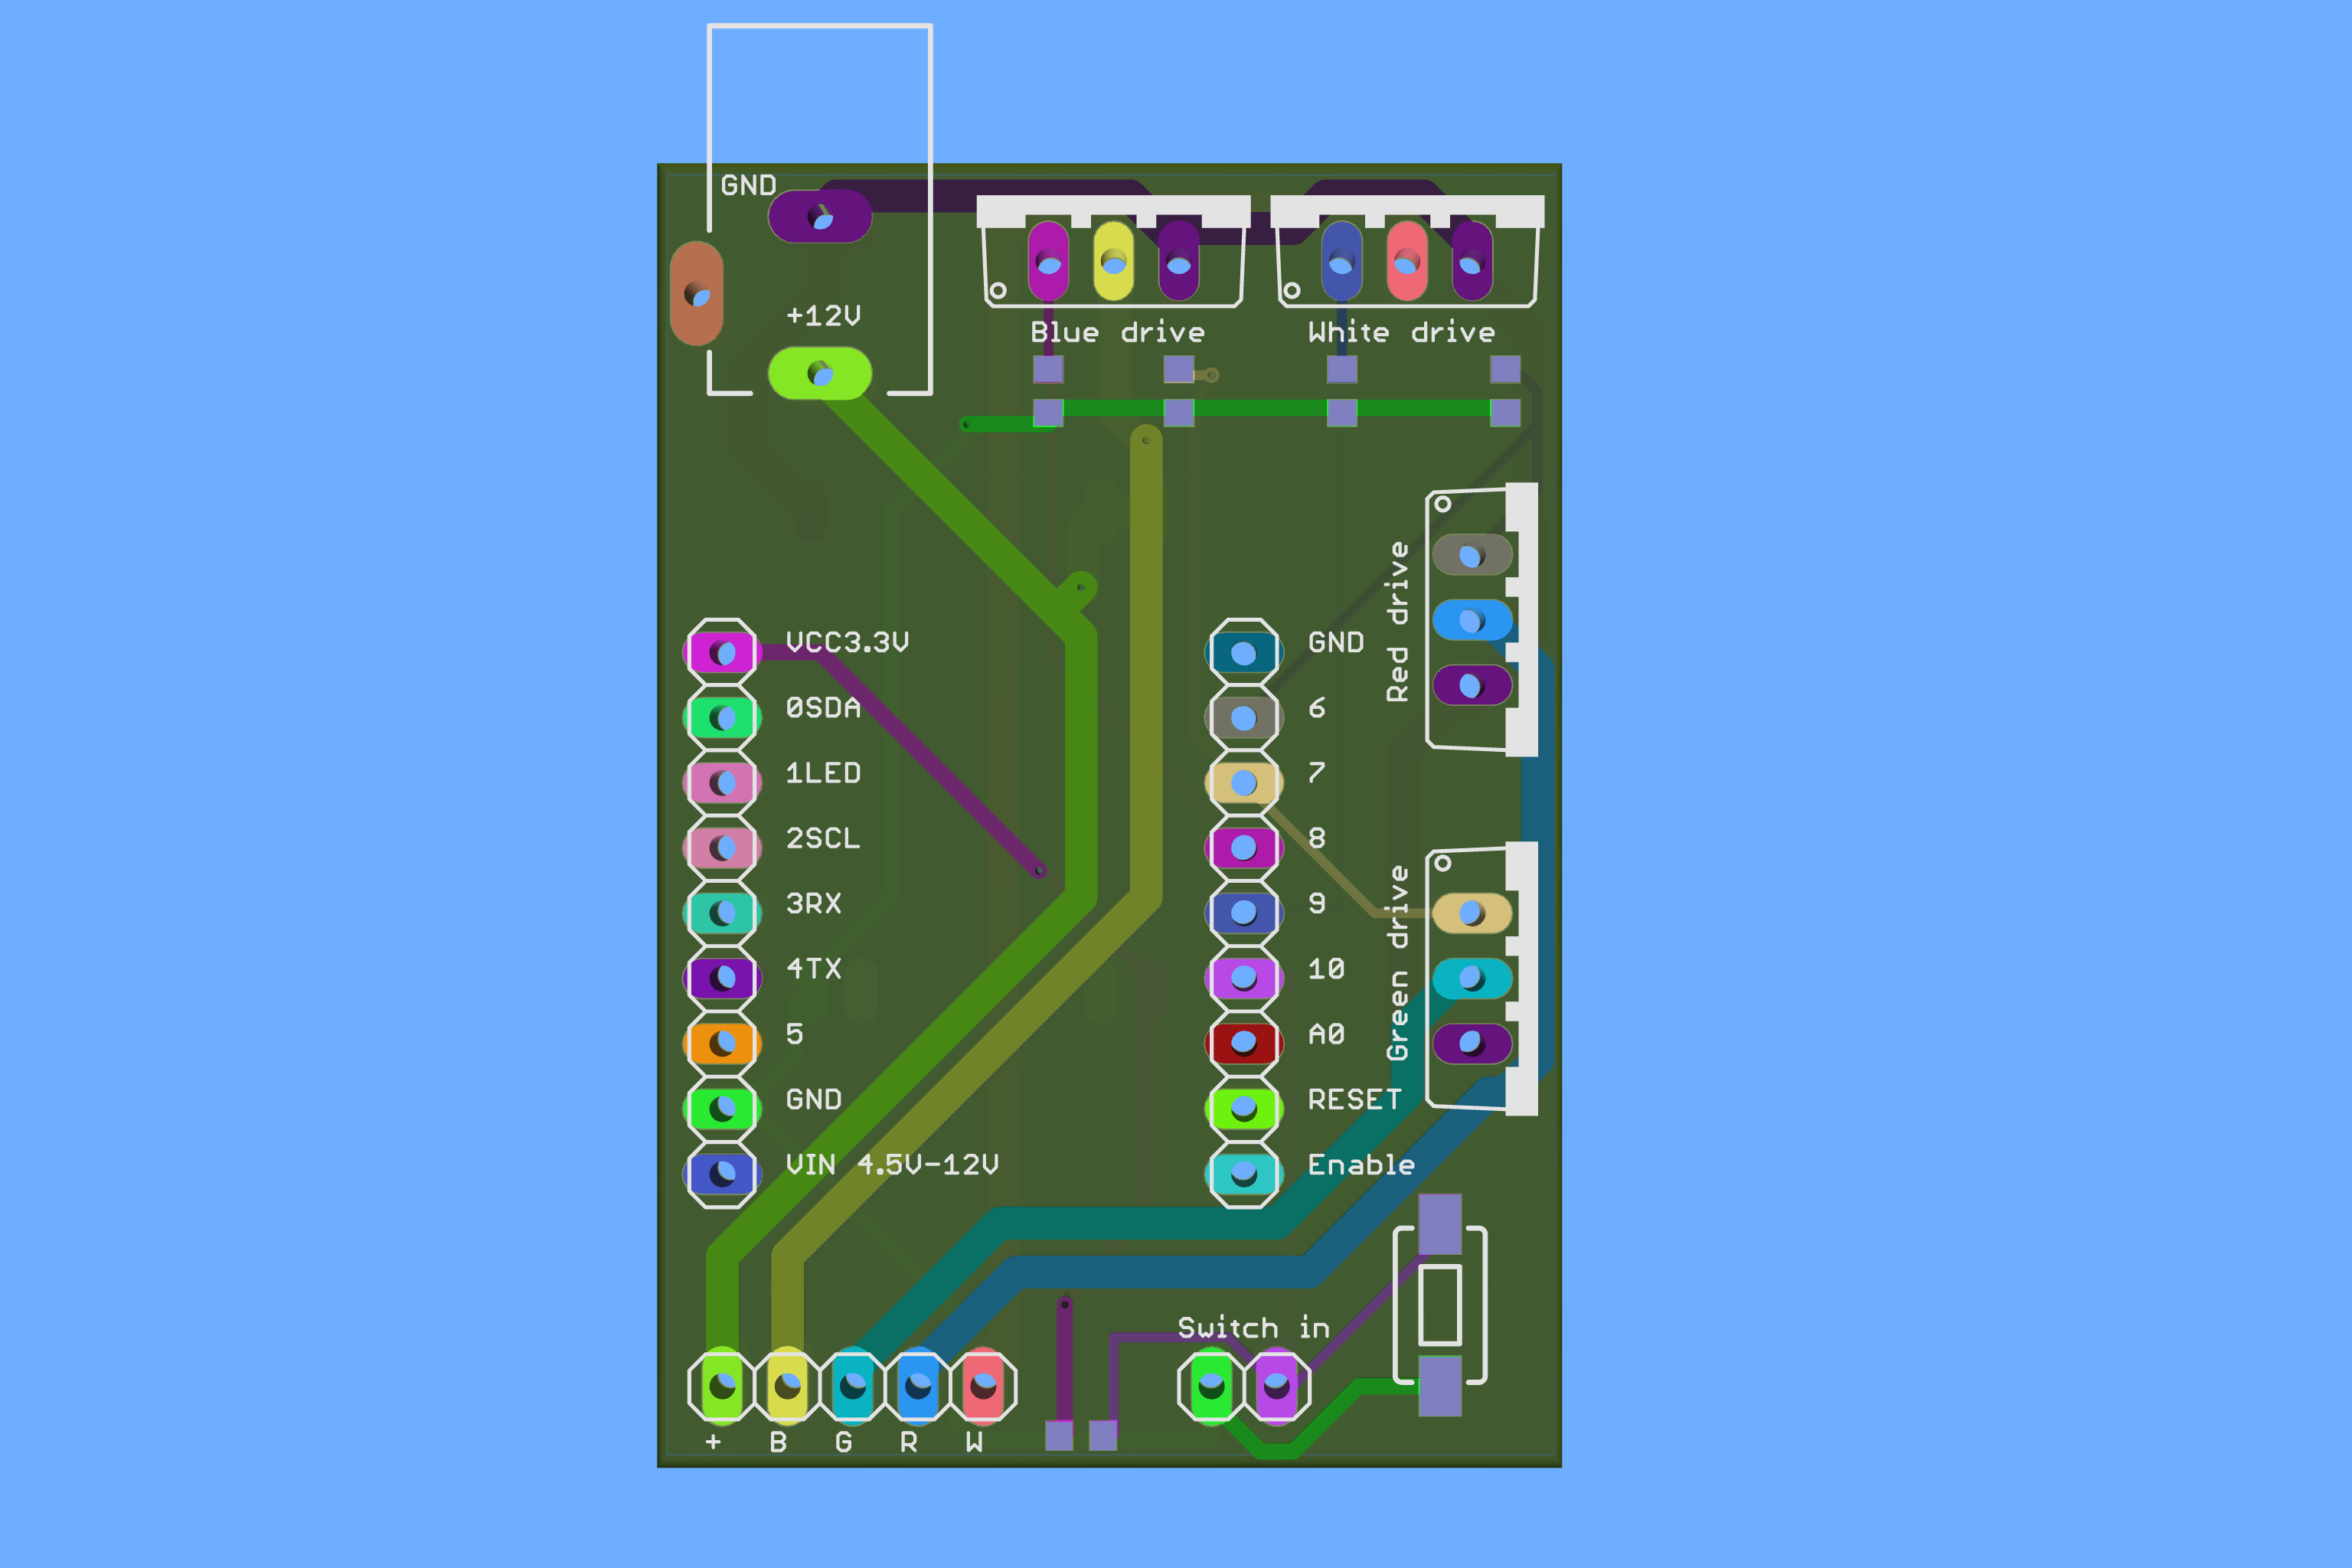 GND
+12V
Blue drive
White drive
Red drive
Green drive
VCC3.3V
0SDA
1LED
2SCL
3RX
4TX
5
GND
VIN 4.5V-12V
GND
6
7
8
9
10
A0
RESET
Enable
Switch in
+ B G R W